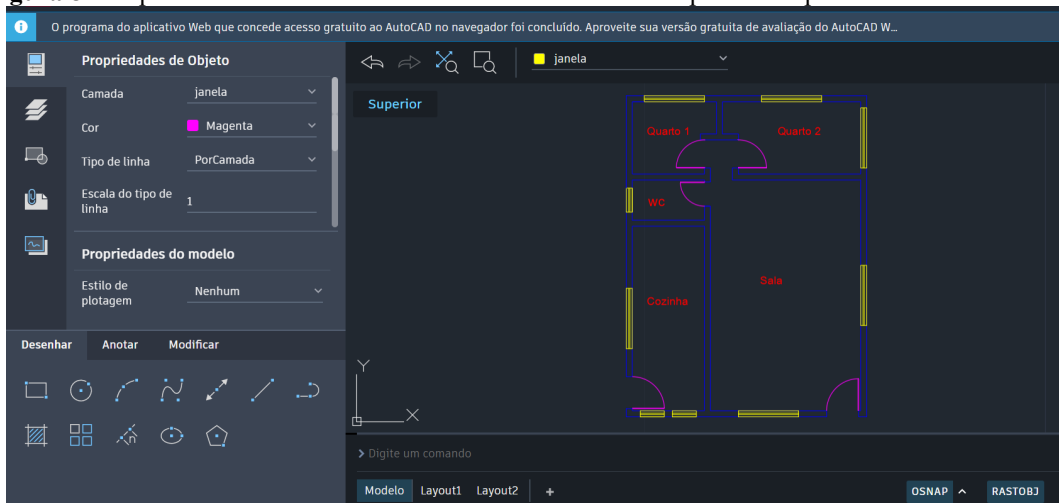 O programa do aplicativo Web que concede acesso gratuito ao AutoCAD no navegador foi concluído. Aproveite sua versão gratuita de avaliação do AutoCAD W...
Propriedades de Objeto
Camada janela
Cor Magenta
Tipo de linha PorCamada
Escala do tipo de linha 1
Propriedades do modelo
Estilo de plotagem Nenhum
Desenhar Anotar Modificar
janela
Superior
Quarto 1 Quarto 2
WC
Sala
Cozinha
Y
X
Digite um comando
Modelo Layout1 Layout2 +
OSNAP RASTOBJ